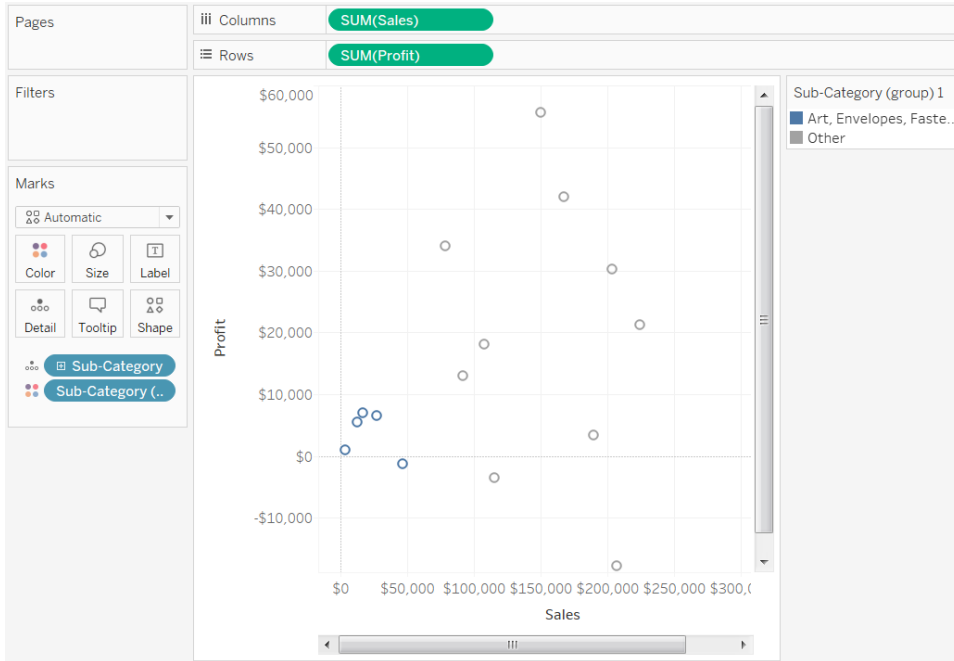 Pages
Columns
SUM(Sales)
Rows
SUM(Profit)
Filters
Marks
Automatic
Color
Size
Label
Detail
Tooltip
Shape
Sub-Category
Sub-Category (..
$60,000
$50,000
$40,000
$30,000
$20,000
$10,000
$0
-$10,000
Profit
$0
$50,000
$100,000
$150,000
$200,000
$250,000
$300,(
Sales
Sub-Category (group) 1
Art, Envelopes, Faste..
Other